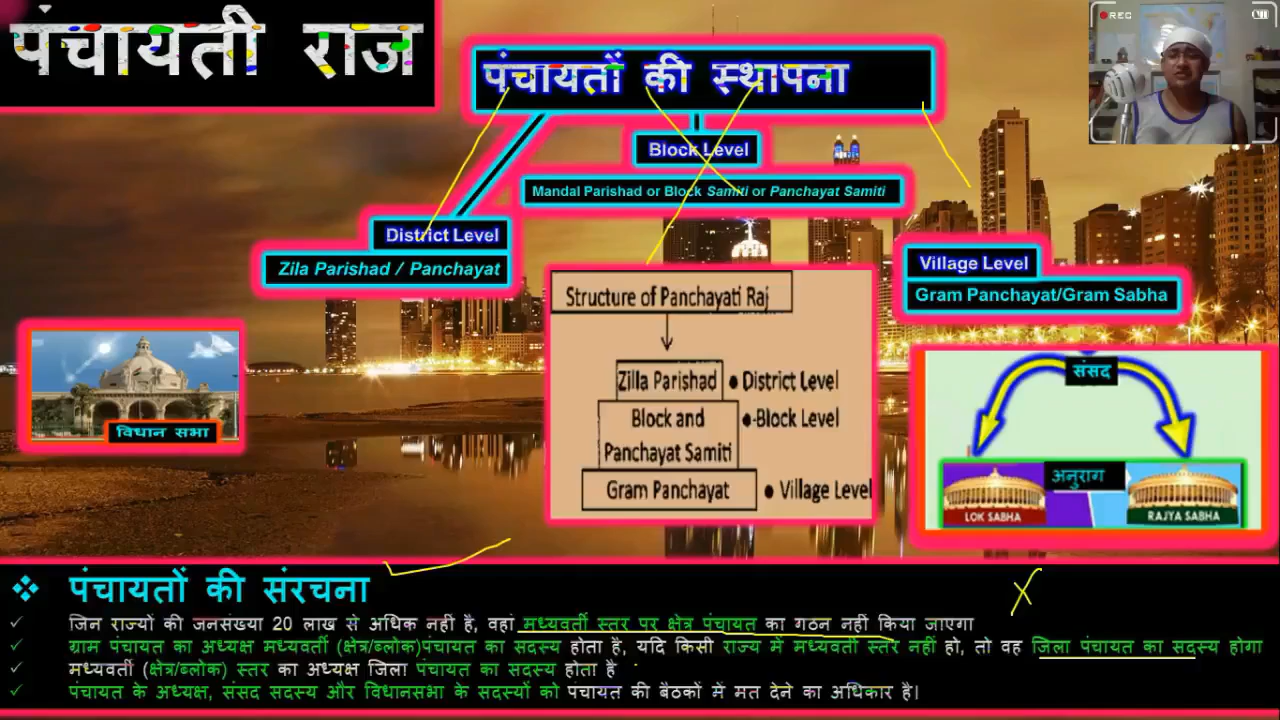 पंचायती राज
REC
पंचायतों की स्थापना
Block Level
Mandal Parishad or Block Samiti or Panchayat Samiti
District Level
Zila Parishad / Panchayat
Village Level
Gram Panchayat/Gram Sabha
Structure of Panchayati Raj
Zilla Parishad • District Level
Block and • Block Level
Panchayat Samiti
Gram Panchayat • Village Level
विधान सभा
संसद
अनुराग
LOK SABHA
RAJYA SABHA
❖ पंचायतों की संरचना
✓ जिन राज्यों की जनसंख्या 20 लाख से अधिक नहीं है, वहां मध्यवर्ती स्तर पर क्षेत्र पंचायत का गठन नहीं किया जाएगा
✓ ग्राम पंचायत का अध्यक्ष मध्यवर्ती (क्षेत्र/ब्लोक)पंचायत का सदस्य होता है, यदि किसी राज्य में मध्यवर्ती स्तर नहीं हो, तो वह जिला पंचायत का सदस्य होगा
✓ मध्यवर्ती (क्षेत्र/ब्लोक) स्तर का अध्यक्ष जिला पंचायत का सदस्य होता है
✓ पंचायत के अध्यक्ष, संसद सदस्य और विधानसभा के सदस्यों को पंचायत की बैठकों में मत देने का अधिकार है।